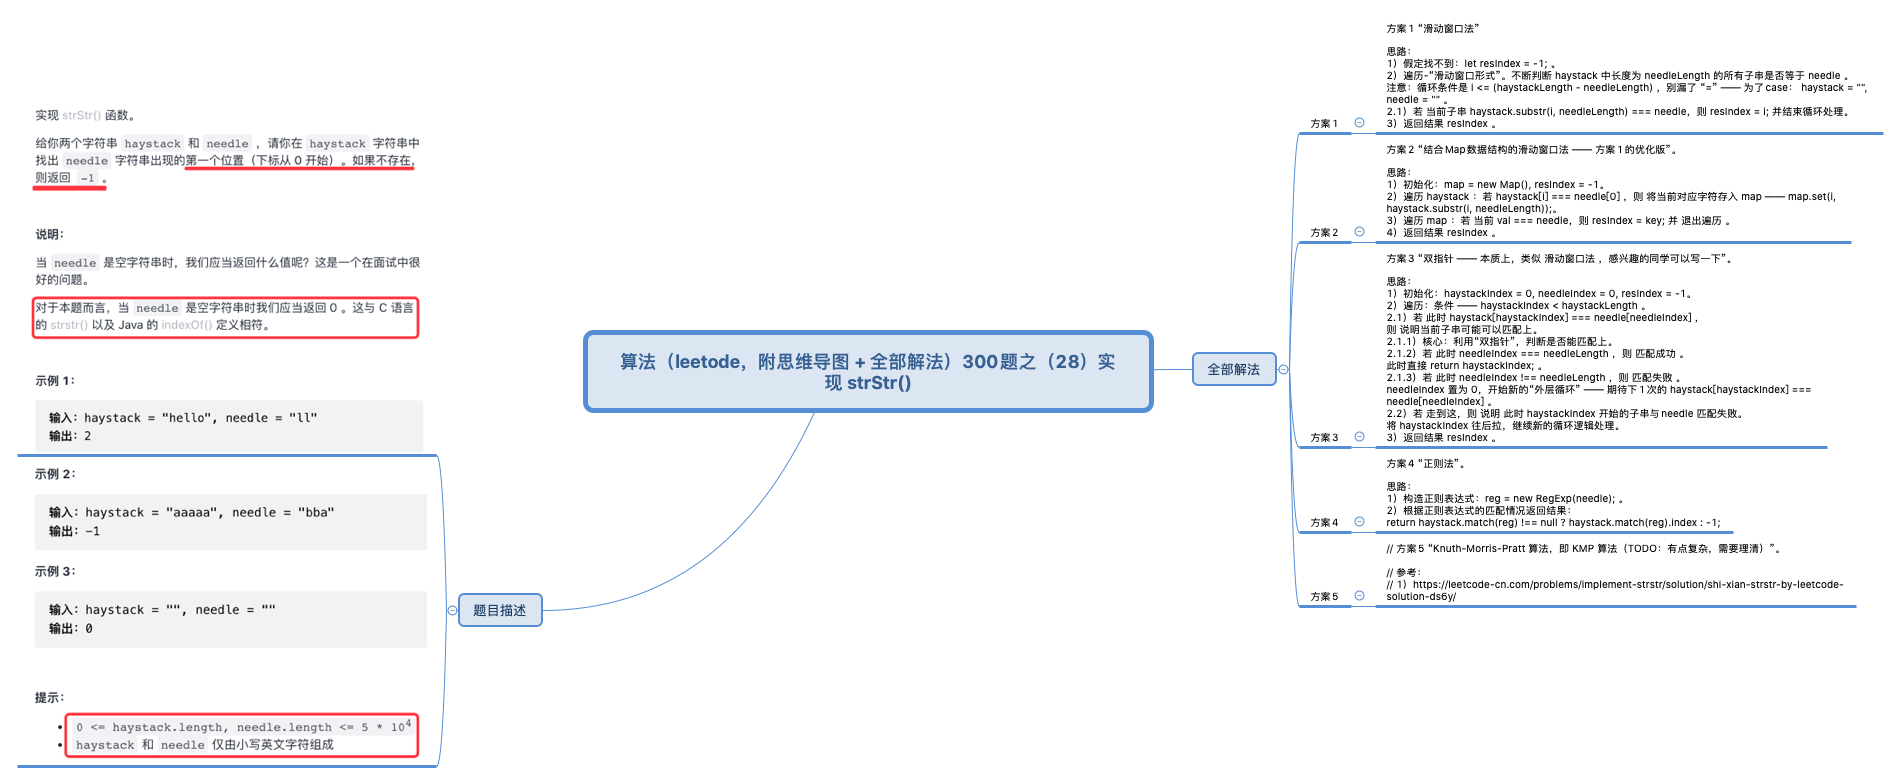 实现 strStr() 函数。
给你两个字符串 haystack 和 needle ，请你在 haystack 字符串中
找出 needle 字符串出现的第一个位置（下标从 0 开始）。如果不存在，
则返回 -1 。
说明：
当 needle 是空字符串时，我们应当返回什么值呢？这是一个在面试中很
好的问题。
对于本题而言，当 needle 是空字符串时我们应当返回 0 。这与 C 语言
的 strstr() 以及 Java 的 indexOf() 定义相符。
示例 1：
输入：haystack = "hello", needle = "ll"
输出：2
示例 2：
输入：haystack = "aaaaa", needle = "bba"
输出：-1
示例 3：
输入：haystack = "", needle = ""
输出：0
提示：
• 0 <= haystack.length, needle.length <= 5 * 10⁴
• haystack 和 needle 仅由小写英文字符组成
题目描述
算法（leetode，附思维导图 + 全部解法）300题之（28）实
现 strStr()
全部解法
方案 1
方案 1 “滑动窗口法”
思路：
1）假定找不到：let resIndex = -1; 。
2）遍历-“滑动窗口形式”。不断判断 haystack 中长度为 needleLength 的所有子串是否等于 needle 。
注意：循环条件是 i <= (haystackLength - needleLength) ，别漏了 “=” —— 为了case： haystack = "",
needle = "" 。
2.1）若 当前子串 haystack.substr(i, needleLength) === needle，则 resIndex = i; 并结束循环处理。
3）返回结果 resIndex 。
方案 2
方案 2 “结合Map数据结构的滑动窗口法 —— 方案 1 的优化版”。
思路：
1）初始化：map = new Map(), resIndex = -1。
2）遍历 haystack ：若 haystack[i] === needle[0] ，则 将当前对应字符存入 map —— map.set(i,
haystack.substr(i, needleLength));。
3）遍历 map ：若 当前 val === needle，则 resIndex = key; 并 退出遍历 。
4）返回结果 resIndex 。
方案 3
方案 3 “双指针 —— 本质上，类似 滑动窗口法 ，感兴趣的同学可以写一下”。
思路：
1）初始化：haystackIndex = 0, needleIndex = 0, resIndex = -1。
2）遍历：条件 —— haystackIndex < haystackLength 。
2.1）若 此时 haystack[haystackIndex] === needle[needleIndex] ，
则 说明当前子串可能可以匹配上。
2.1.1）核心：利用“双指针”，判断是否能匹配上。
2.1.2）若 此时 needleIndex === needleLength ，则 匹配成功 。
此时直接 return haystackIndex; 。
2.1.3）若 此时 needleIndex !== needleLength ，则 匹配失败 。
needleIndex 置为 0，开始新的“外层循环” —— 期待下 1 次的 haystack[haystackIndex] ===
needle[needleIndex] 。
2.2）若 走到这，则 说明 此时 haystackIndex 开始的子串与needle 匹配失败。
将 haystackIndex 往后拉，继续新的循环逻辑处理。
3）返回结果 resIndex 。
方案 4
方案 4 “正则法”。
思路：
1）构造正则表达式：reg = new RegExp(needle); 。
2）根据正则表达式的匹配情况返回结果：
return haystack.match(reg) !== null ? haystack.match(reg).index : -1;
方案 5
// 方案 5 “Knuth-Morris-Pratt 算法，即 KMP 算法（TODO：有点复杂，需要理清）”。
// 参考：
// 1）https://leetcode-cn.com/problems/implement-strstr/solution/shi-xian-strstr-by-leetcode-
solution-ds6y/